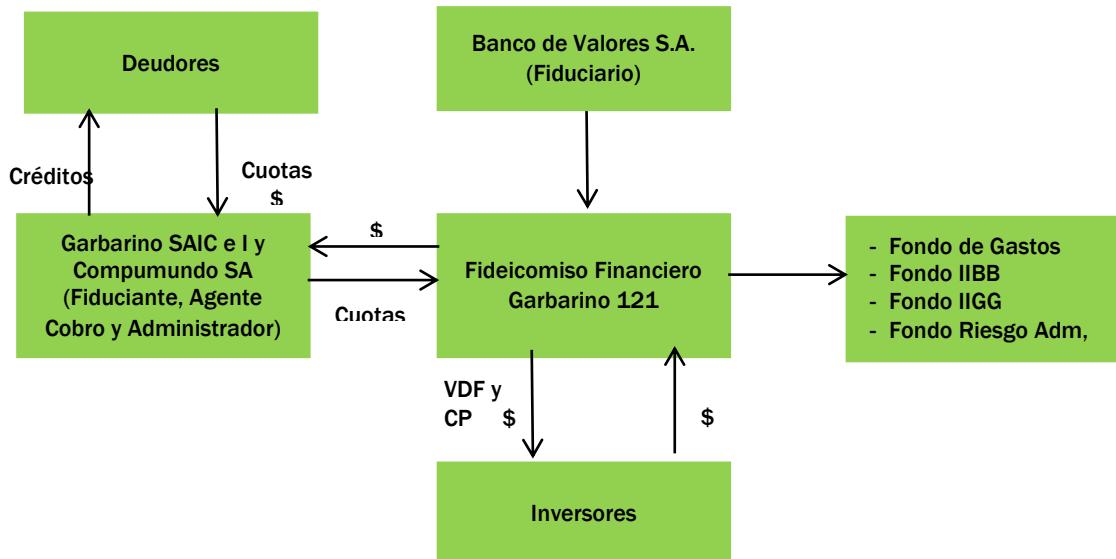 Deudores
Banco de Valores S.A.
(Fiduciario)
Créditos
Cuotas
$
Garbarino SAIC e I y
Compumundo SA
(Fiduciante, Agente
Cobro y Administrador)
$
Cuotas
Fideicomiso Financiero
Garbarino 121
- Fondo de Gastos
- Fondo IIBB
- Fondo IIGG
- Fondo Riesgo Adm,
VDF y
CP $
$
Inversores